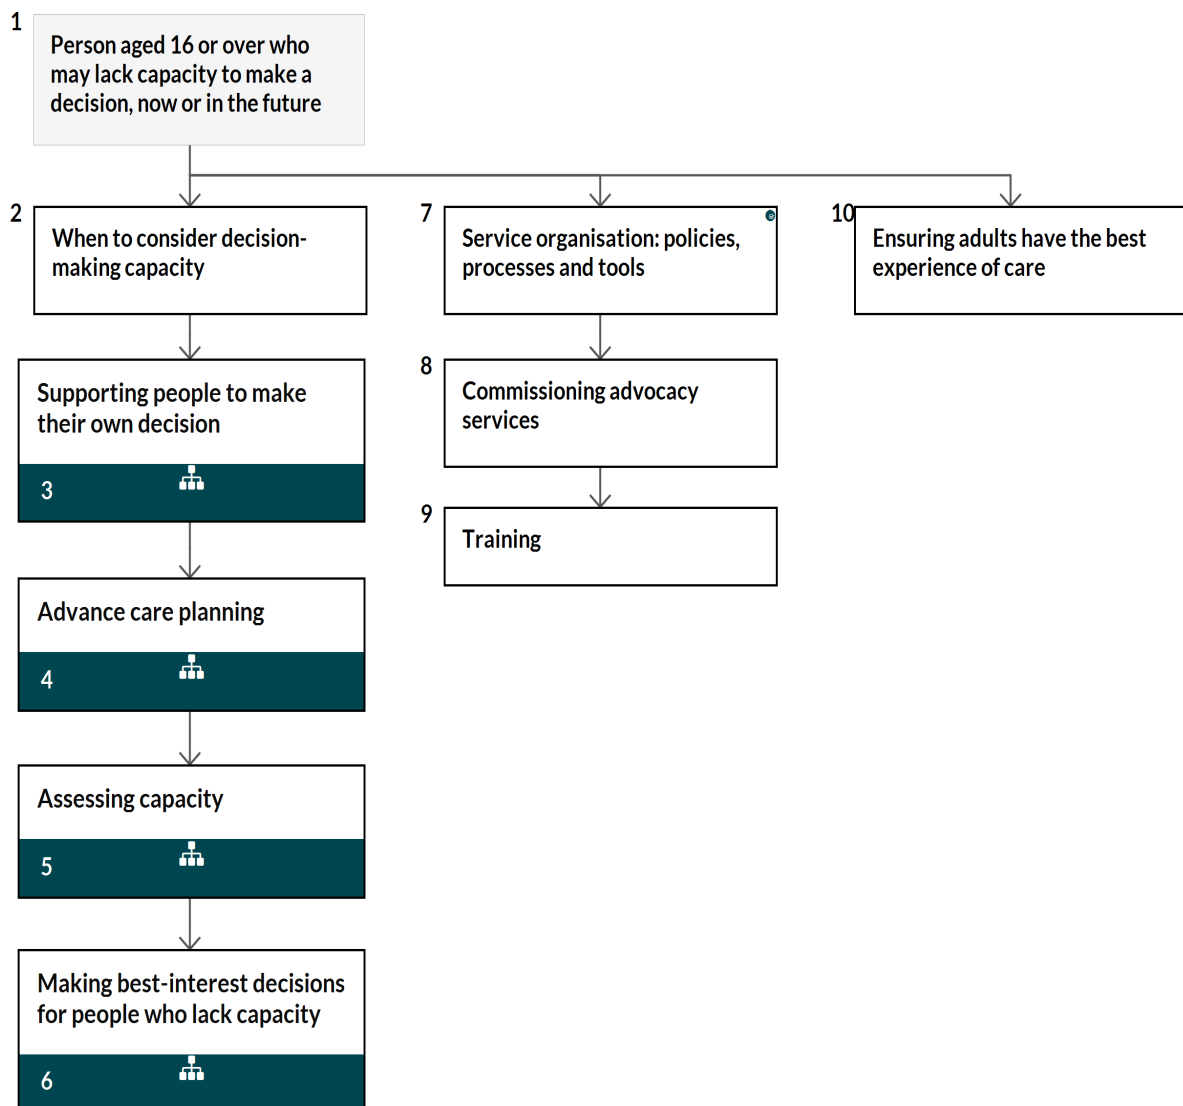 1
Person aged 16 or over who
may lack capacity to make a
decision, now or in the future
2
When to consider decision-
making capacity
Supporting people to make
their own decision
3
Advance care planning
4
Assessing capacity
5
Making best-interest decisions
for people who lack capacity
6
7
Service organisation: policies,
processes and tools
8
Commissioning advocacy
services
9
Training
10
Ensuring adults have the best
experience of care